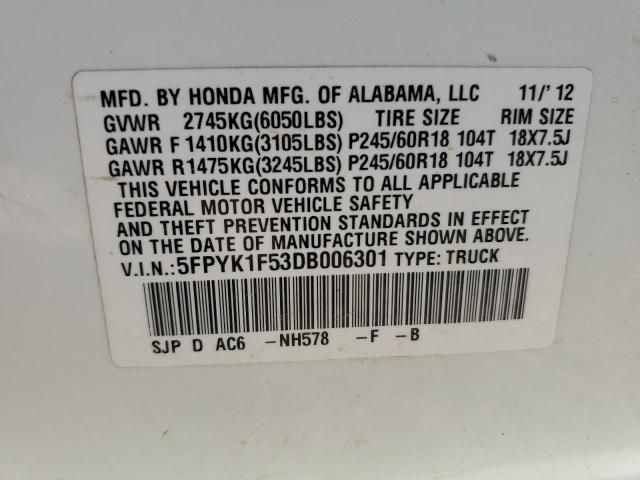 MFD. BY HONDA MFG. OF ALABAMA, LLC 11/'12
GVWR 2745KG(6050LBS) TIRE SIZE RIM SIZE
GAWR F 1410KG(3105LBS) P245/60R18 104T 18X7.5J
GAWR R1475KG(3245LBS) P245/60R18 104T 18X7.5J
THIS VEHICLE CONFORMS TO ALL APPLICABLE
FEDERAL MOTOR VEHICLE SAFETY
AND THEFT PREVENTION STANDARDS IN EFFECT
ON THE DATE OF MANUFACTURE SHOWN ABOVE.
V.I.N.:5FPYK1F53DB006301 TYPE: TRUCK
SJP D AC6 -NH578 -F -B